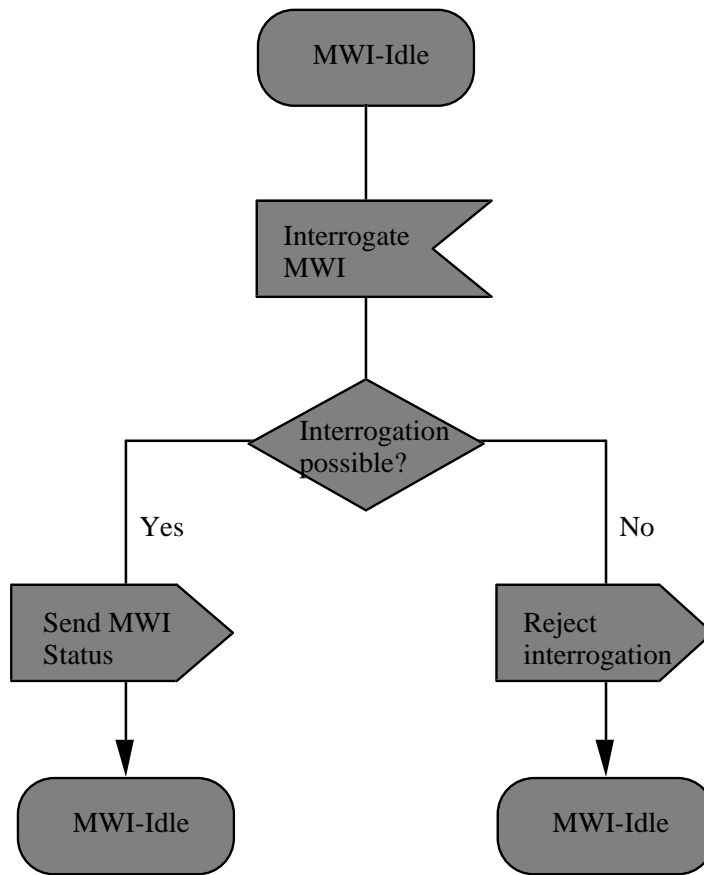 MWI-Idle
Interrogate
MWI
Interrogation
possible?
Yes
No
Send MWI
Status
Reject
interrogation
MWI-Idle
MWI-Idle